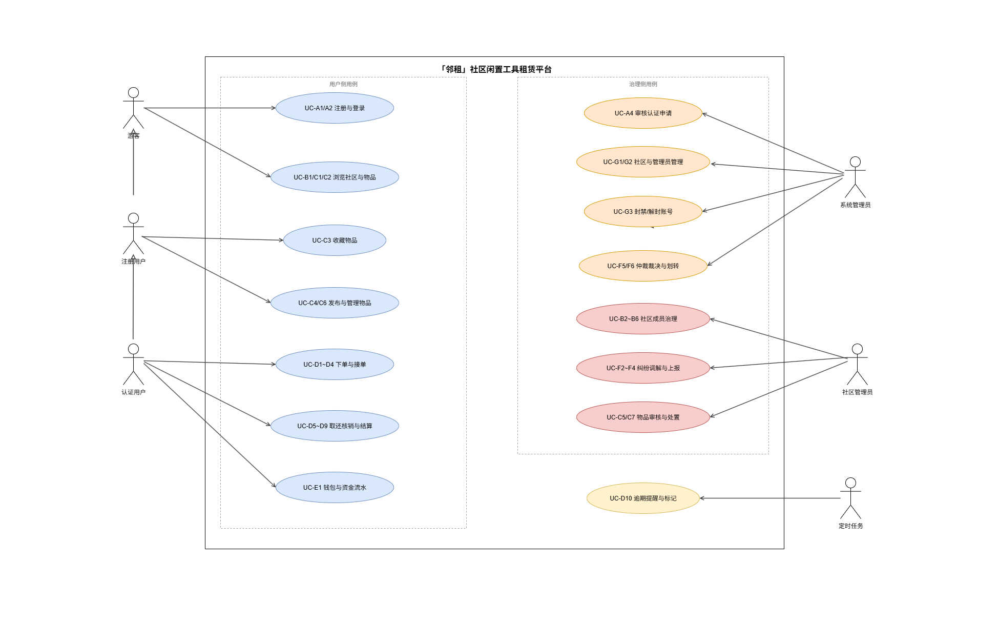 「邻租」社区闲置工具租赁平台
用户侧用例
治理侧用例
游客
注册用户
认证用户
UC-A1/A2 注册与登录
UC-B1/C1/C2 浏览社区与物品
UC-C3 收藏物品
UC-C4/C6 发布与管理物品
UC-D1~D4 下单与接单
UC-D5~D9 取还核销与结算
UC-E1 钱包与资金流水
UC-A4 审核认证申请
UC-G1/G2 社区与管理员管理
UC-G3 封禁/解封账号
UC-F5/F6 仲裁裁决与划转
UC-B2~B6 社区成员治理
UC-F2~F4 纠纷调解与上报
UC-C5/C7 物品审核与处置
UC-D10 逾期提醒与标记
系统管理员
社区管理员
定时任务